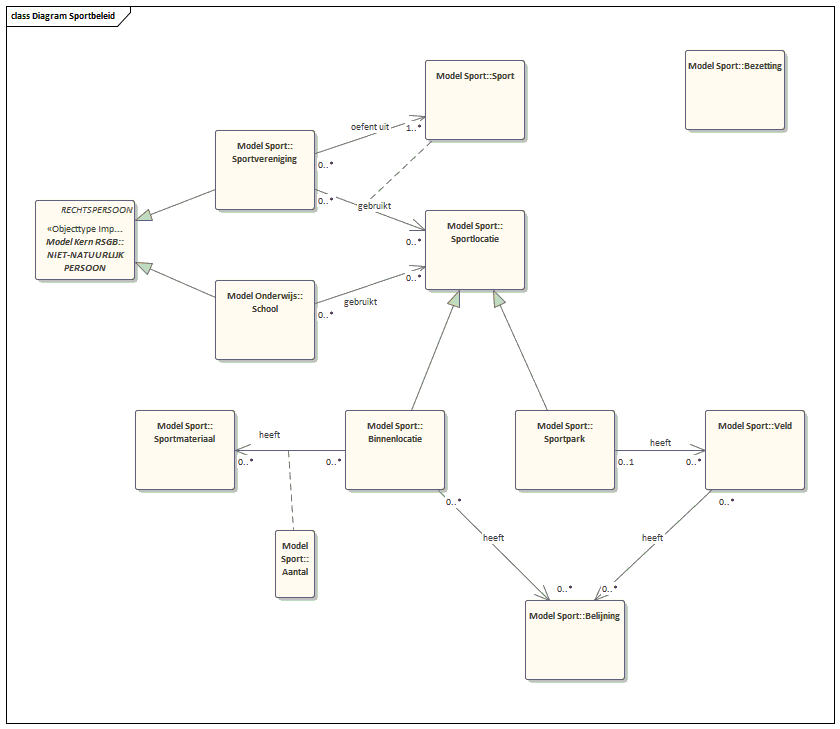 class Diagram Sportbeleid
Model Sport::Sport
Model Sport::Bezetting
oefent uit
1..*
0..*
Model Sport::
Sportvereniging
0..*
gebruikt
0..*
RECHTSPERSOON
«Objecttype Imp...
Model Kern RSGB::
NIET-NATUURLIJK
PERSOON
Model Sport::
Sportlocatie
Model Onderwijs::
School
0..*
gebruikt
0..*
Model Sport::
Sportmateriaal
heeft
0..*
0..*
Model Sport::
Binnenlocatie
Model Sport::
Sportpark
heeft
0..1
0..*
Model Sport::Veld
0..*
heeft
0..*
0..*
heeft
0..*
Model
Sport::
Aantal
Model Sport::Belijning